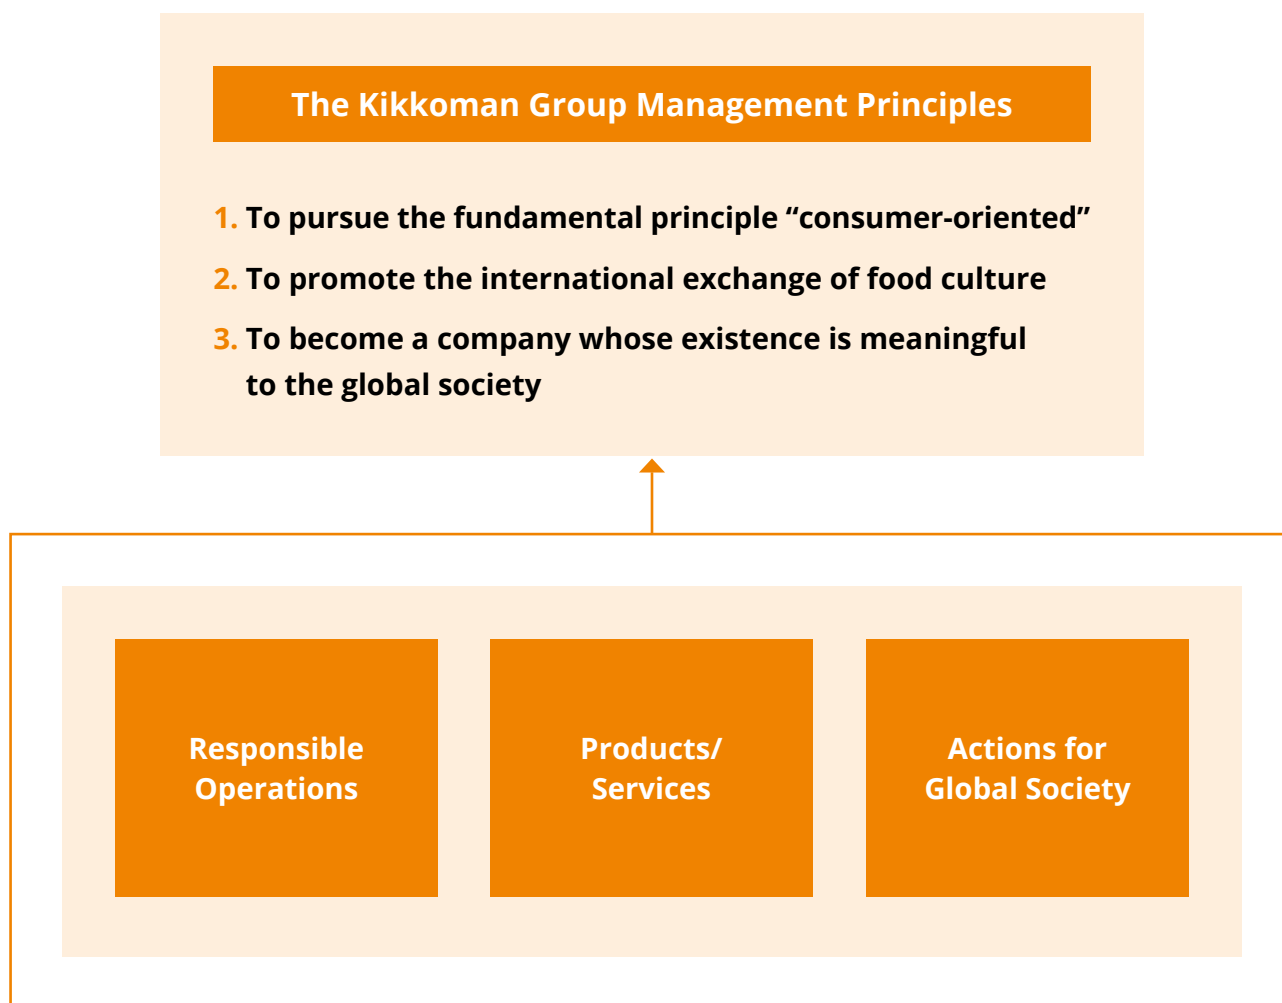 The Kikkoman Group Management Principles
1. To pursue the fundamental principle “consumer-oriented”
2. To promote the international exchange of food culture
3. To become a company whose existence is meaningful
to the global society
Responsible
Operations
Products/
Services
Actions for
Global Society